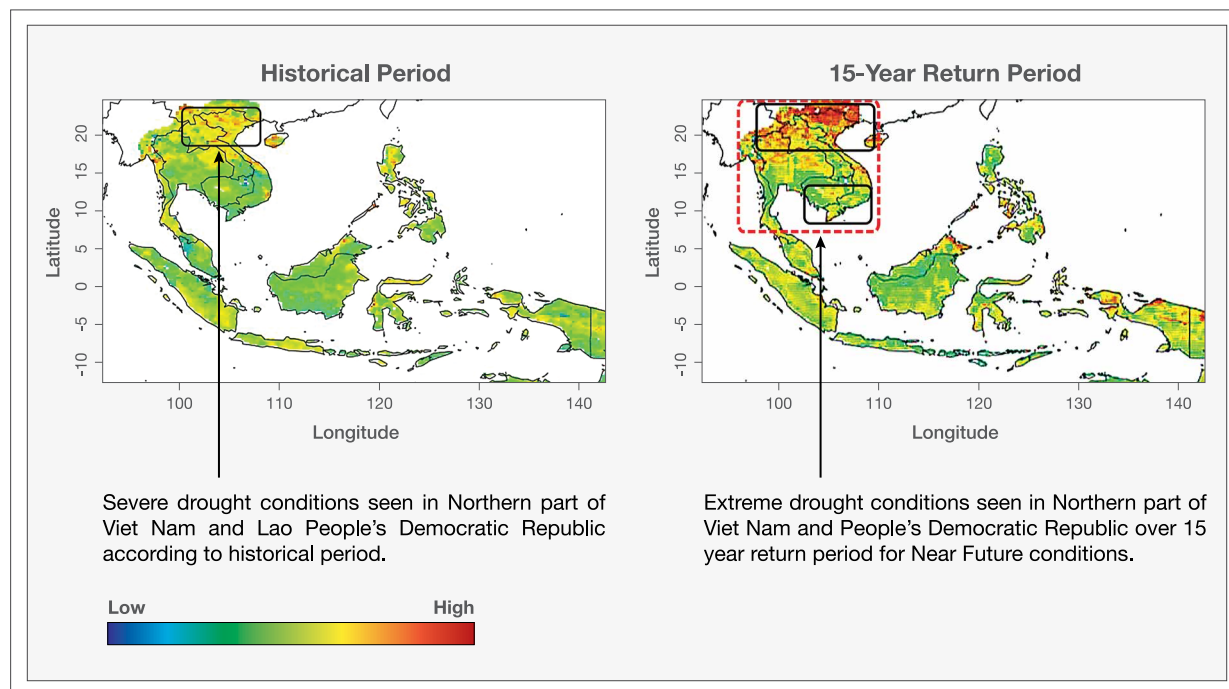 Historical Period
15-Year Return Period
Latitude
20
15
10
5
0
-5
-10
100
110
120
130
140
Longitude
Latitude
20
15
10
5
0
-5
-10
100
110
120
130
140
Longitude
Severe drought conditions seen in Northern part of
Viet Nam and Lao People’s Democratic Republic
according to historical period.
Extreme drought conditions seen in Northern part of
Viet Nam and People’s Democratic Republic over 15
year return period for Near Future conditions.
Low
High